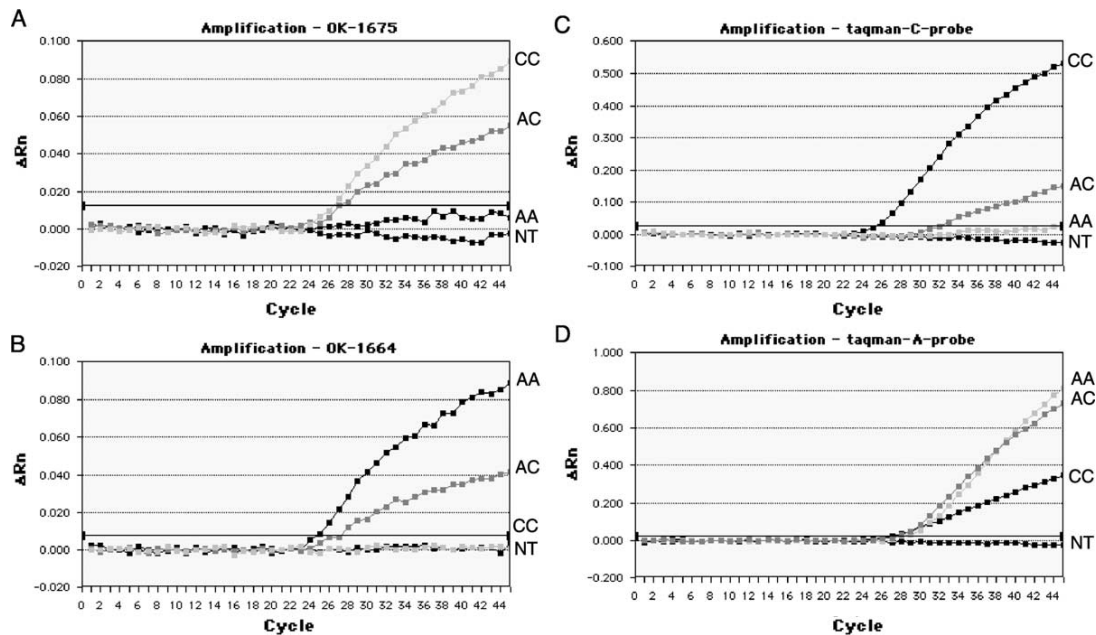 A
Amplification - OK-1675
0.100
0.080
0.060
0.040
0.020
0.000
-0.020
ΔRn
0 2 4 6 8 10 12 14 16 18 20 22 24 26 28 30 32 34 36 38 40 42 44
Cycle
CC
AC
AA
NT
B
Amplification - OK-1664
0.100
0.080
0.060
0.040
0.020
0.000
-0.020
ΔRn
0 2 4 6 8 10 12 14 16 18 20 22 24 26 28 30 32 34 36 38 40 42 44
Cycle
AA
AC
CC
NT
C
Amplification - taqman-C-probe
0.600
0.500
0.400
0.300
0.200
0.100
0.000
-0.100
ΔRn
0 2 4 6 8 10 12 14 16 18 20 22 24 26 28 30 32 34 36 38 40 42 44
Cycle
CC
AC
AA
NT
D
Amplification - taqman-A-probe
1.000
0.800
0.600
0.400
0.200
0.000
-0.200
ΔRn
0 2 4 6 8 10 12 14 16 18 20 22 24 26 28 30 32 34 36 38 40 42 44
Cycle
AA
AC
CC
NT